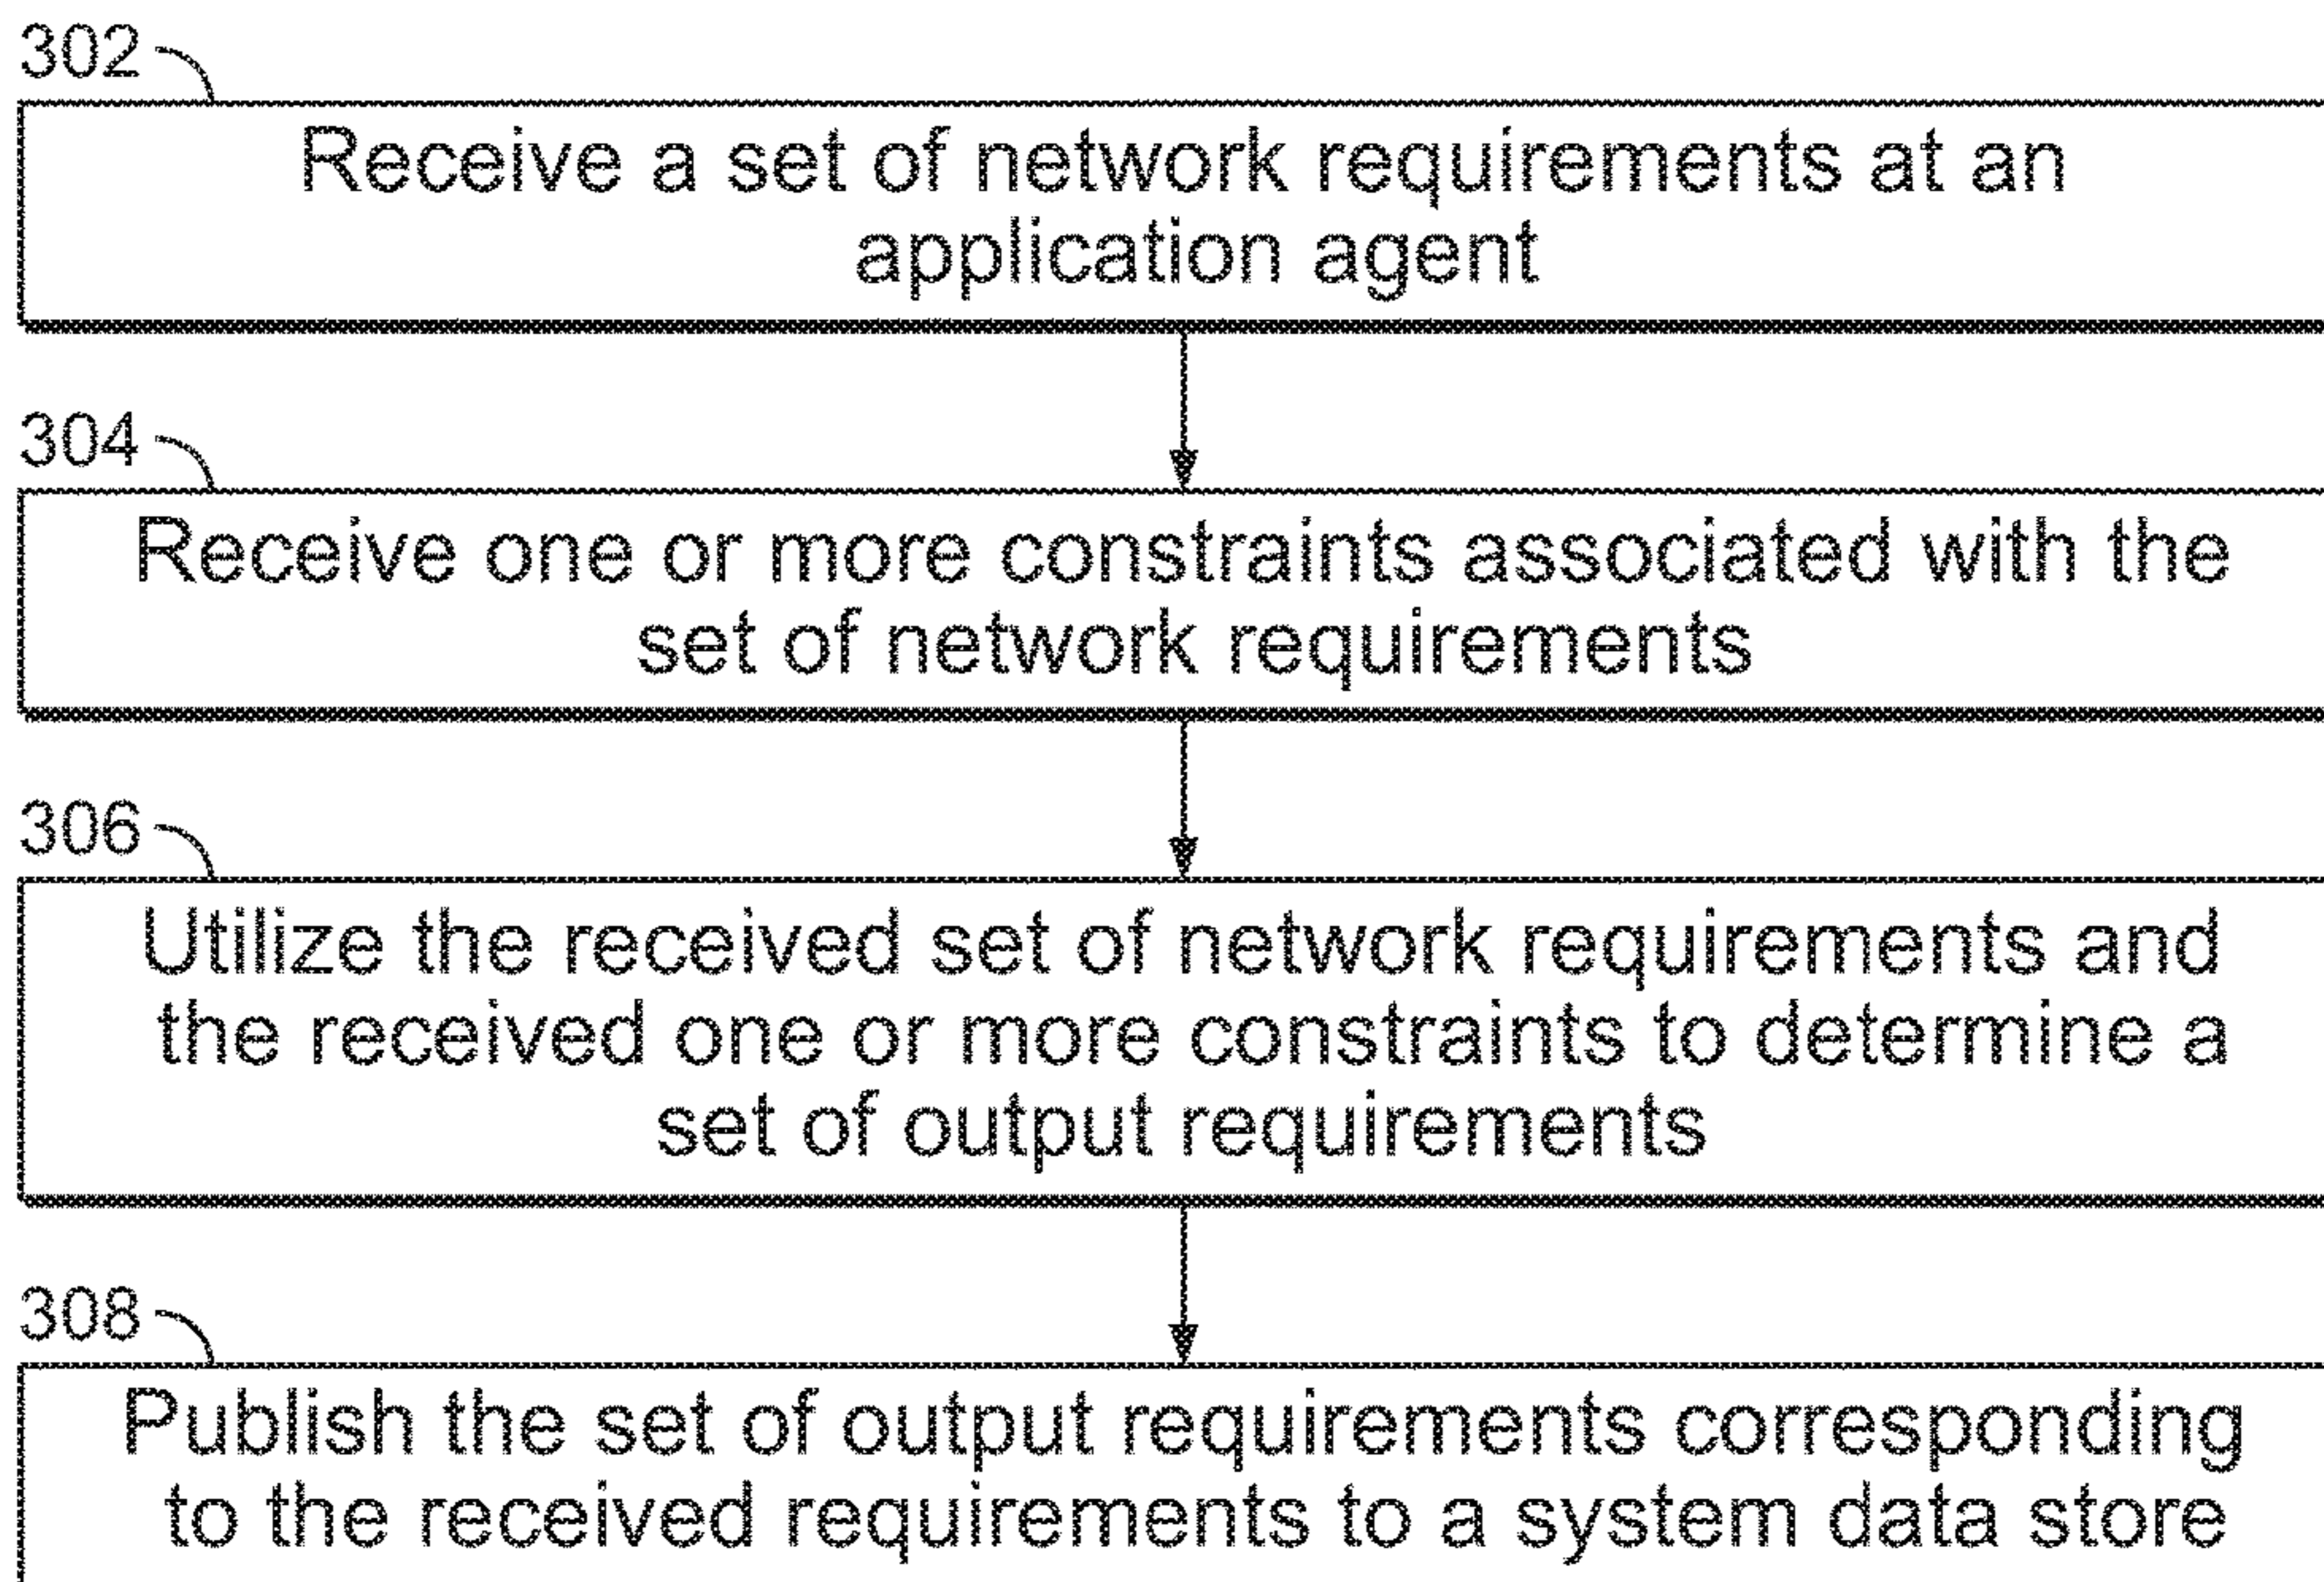 302
Receive a set of network requirements at an
application agent
304
Receive one or more constraints associated with the
set of network requirements
306
Utilize the received set of network requirements and
the received one or more constraints to determine a
set of output requirements
308
Publish the set of output requirements corresponding
to the received requirements to a system data store